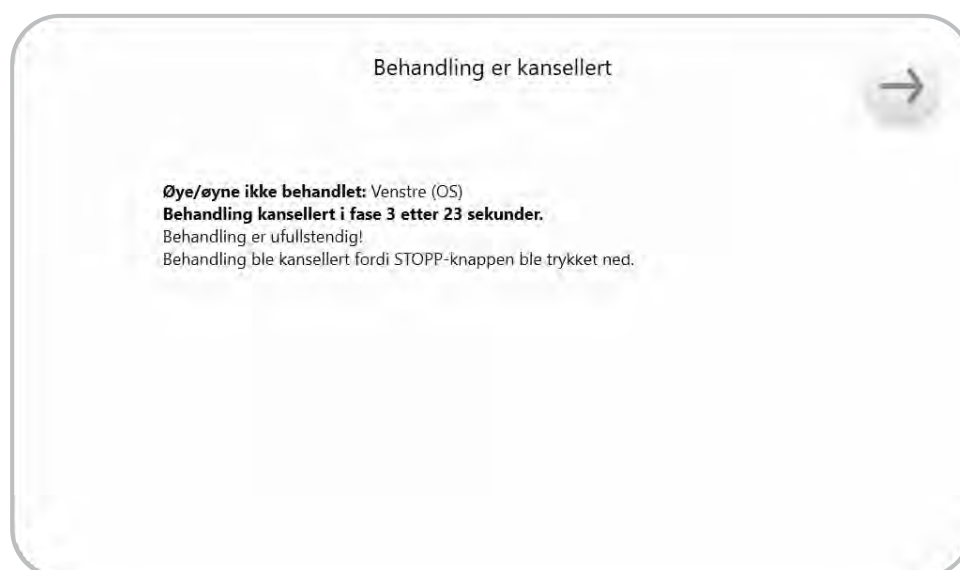 Behandling er kansellert
Øye/øyne ikke behandlet: Venstre (OS)
Behandling kansellert i fase 3 etter 23 sekunder.
Behandling er ufullstendig!
Behandling ble kansellert fordi STOPP-knappen ble trykket ned.